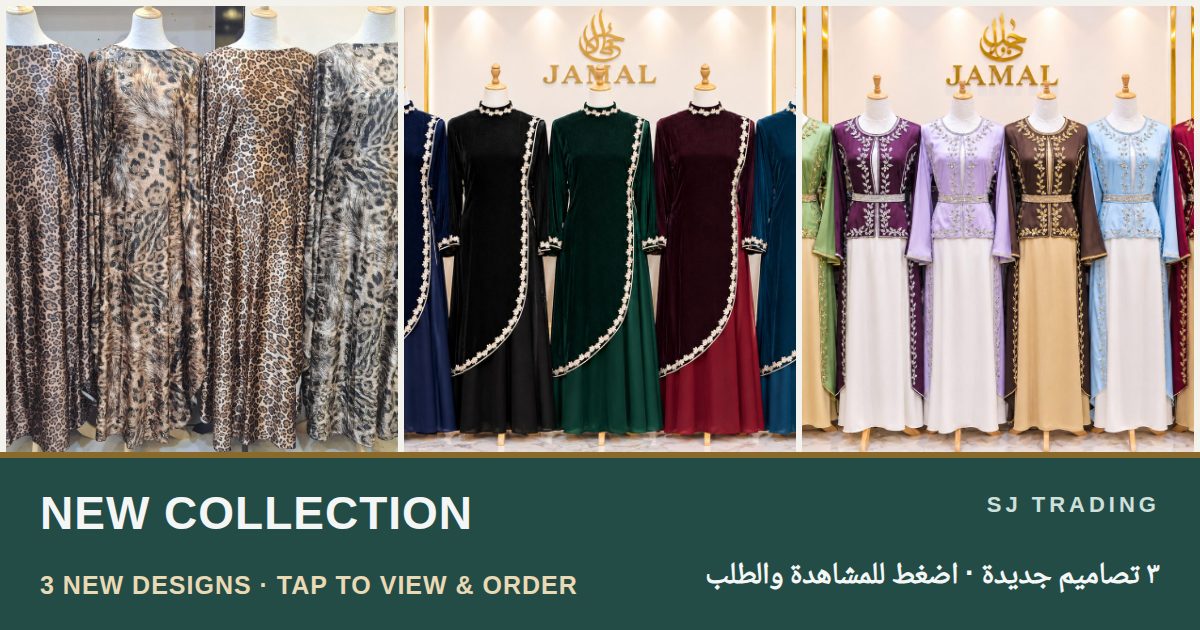 JAMAL
JAMAL
NEW COLLECTION
SJ TRADING
3 NEW DESIGNS · TAP TO VIEW & ORDER
٣ تصاميم جديدة · اضغط للمشاهدة والطلب